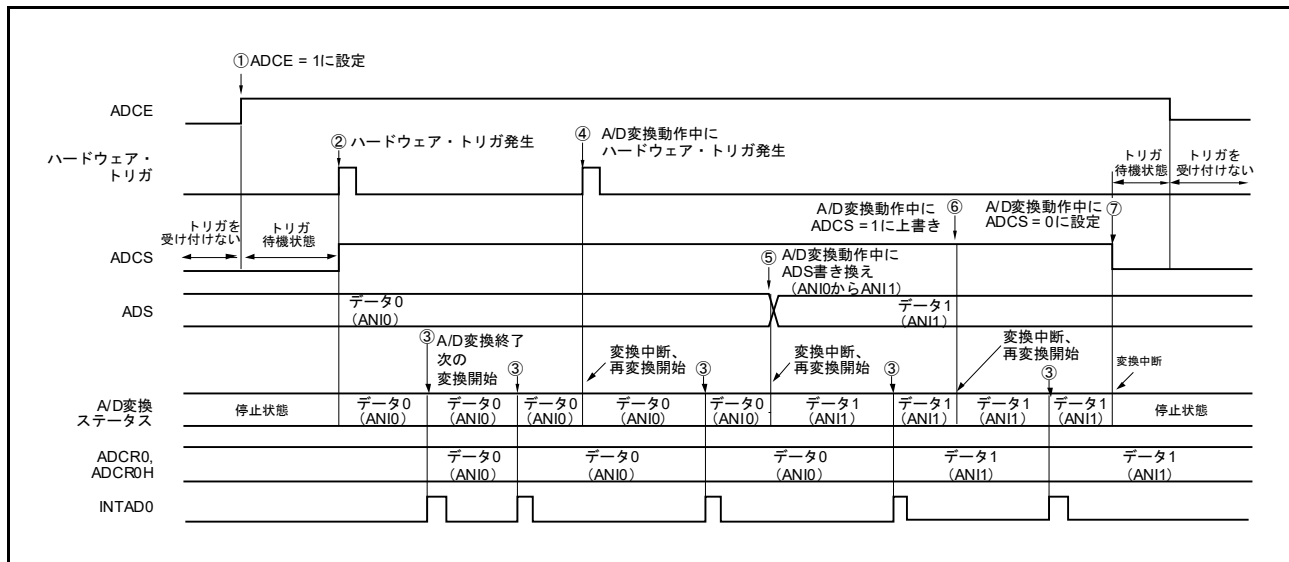 ①ADCE = 1に設定
ADCE
②ハードウェア・トリガ発生
④ A/D変換動作中に
ハードウェア・トリガ発生
ハードウェア・
トリガ
トリガ
待機状態
トリガを
受け付けない
A/D変換動作中に ⑥
ADCS =1に上書き
A/D変換動作中に ⑦
ADCS = 0に設定
トリガを
受け付けない
トリガ
待機状態
ADCS
⑤ A/D変換動作中に
ADS書き換え
(ANI0からANI1)
ADS
データ0
(ANI0)
データ1
(ANI1)
③A/D変換終了
次の
変換開始
③
変換中断、
再変換開始
③
変換中断、
再変換開始
③
変換中断、
再変換開始
③
変換中断
A/D変換
ステータス
停止状態
データ0
(ANI0)
データ0
(ANI0)
データ0
(ANI0)
データ0
(ANI0)
データ0
(ANI0)
データ1
(ANI1)
データ1
(ANI1)
データ1
(ANI1)
データ1
(ANI1)
停止状態
ADCR0,
ADCR0H
データ0
(ANI0)
データ0
(ANI0)
データ0
(ANI0)
データ1
(ANI1)
データ1
(ANI1)
INTAD0